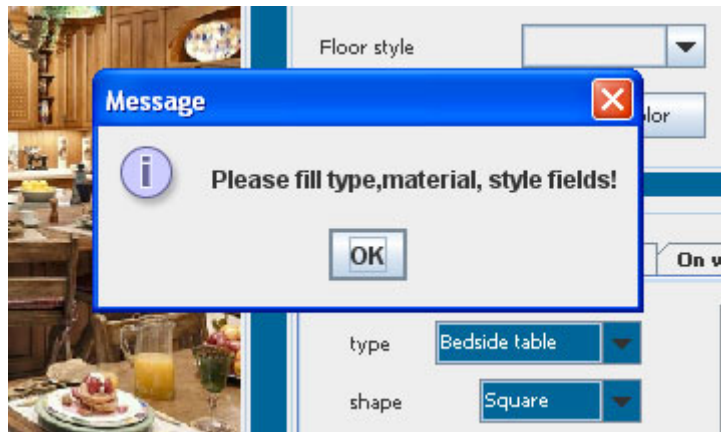 Floor style
Message
lor
Please fill type,material, style fields!
OK
On
type Bedside table
shape Square